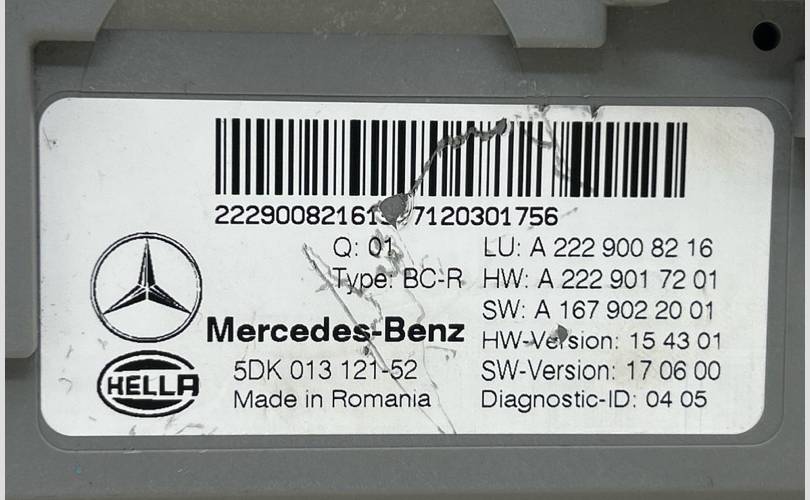 7120301756
Q: 01
Type: BC-R
LU: A 222 900 82 16
HW: A 222 901 72 01
SW: A 167 902 20 01
Mercedes-Benz
HW-Version: 15 43 01
5DK 013 121-52
SW-Version: 17 06 00
HELLA
Made in Romania
Diagnostic-ID: 04 05